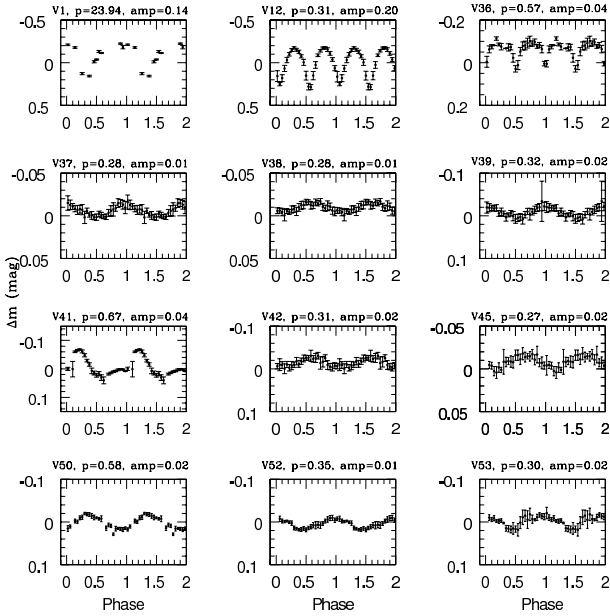 V1, p=23.94, amp=0.14
V12, p=0.31, amp=0.20
V36, p=0.57, amp=0.04
-0.5
0
0.5
-0.2
0
0.2
-0.2
0
0.2
0 0.5 1 1.5 2
0 0.5 1 1.5 2
0 0.5 1 1.5 2
V37, p=0.28, amp=0.01
V38, p=0.28, amp=0.01
V39, p=0.32, amp=0.02
-0.05
0
0.05
-0.05
0
0.05
-0.1
0
0.1
0 0.5 1 1.5 2
0 0.5 1 1.5 2
0 0.5 1 1.5 2
Δm (mag)
V41, p=0.67, amp=0.04
V42, p=0.31, amp=0.02
V45, p=0.27, amp=0.02
-0.1
0
0.1
-0.1
0
0.1
-0.05
0
0.05
0 0.5 1 1.5 2
0 0.5 1 1.5 2
0 0.5 1 1.5 2
V50, p=0.58, amp=0.02
V52, p=0.35, amp=0.01
V53, p=0.30, amp=0.02
-0.1
0
0.1
-0.1
0
0.1
-0.1
0
0.1
0 0.5 1 1.5 2
0 0.5 1 1.5 2
0 0.5 1 1.5 2
Phase
Phase
Phase